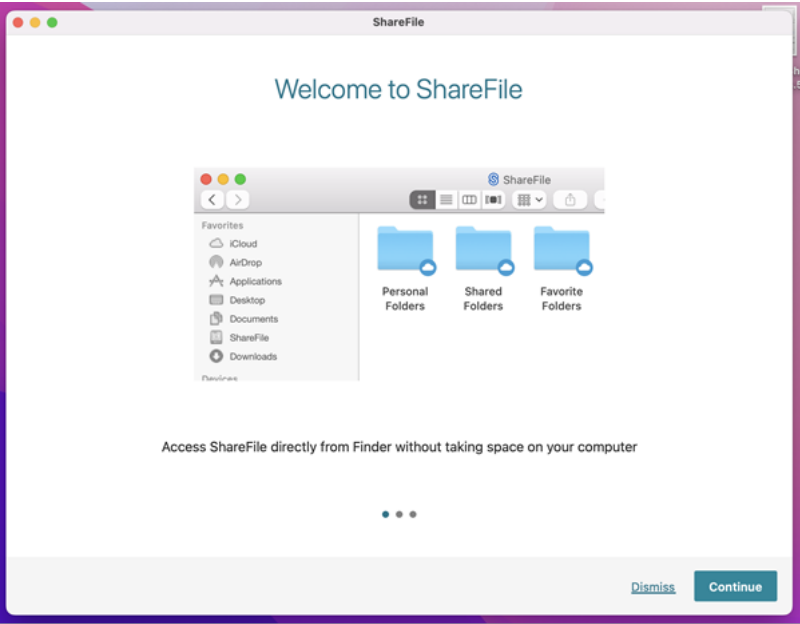 ShareFile
Welcome to ShareFile
ShareFile
Favorites
iCloud
AirDrop
Applications
Desktop
Documents
ShareFile
Downloads
Devices
Personal Folders
Shared Folders
Favorite Folders
Access ShareFile directly from Finder without taking space on your computer
Dismiss
Continue